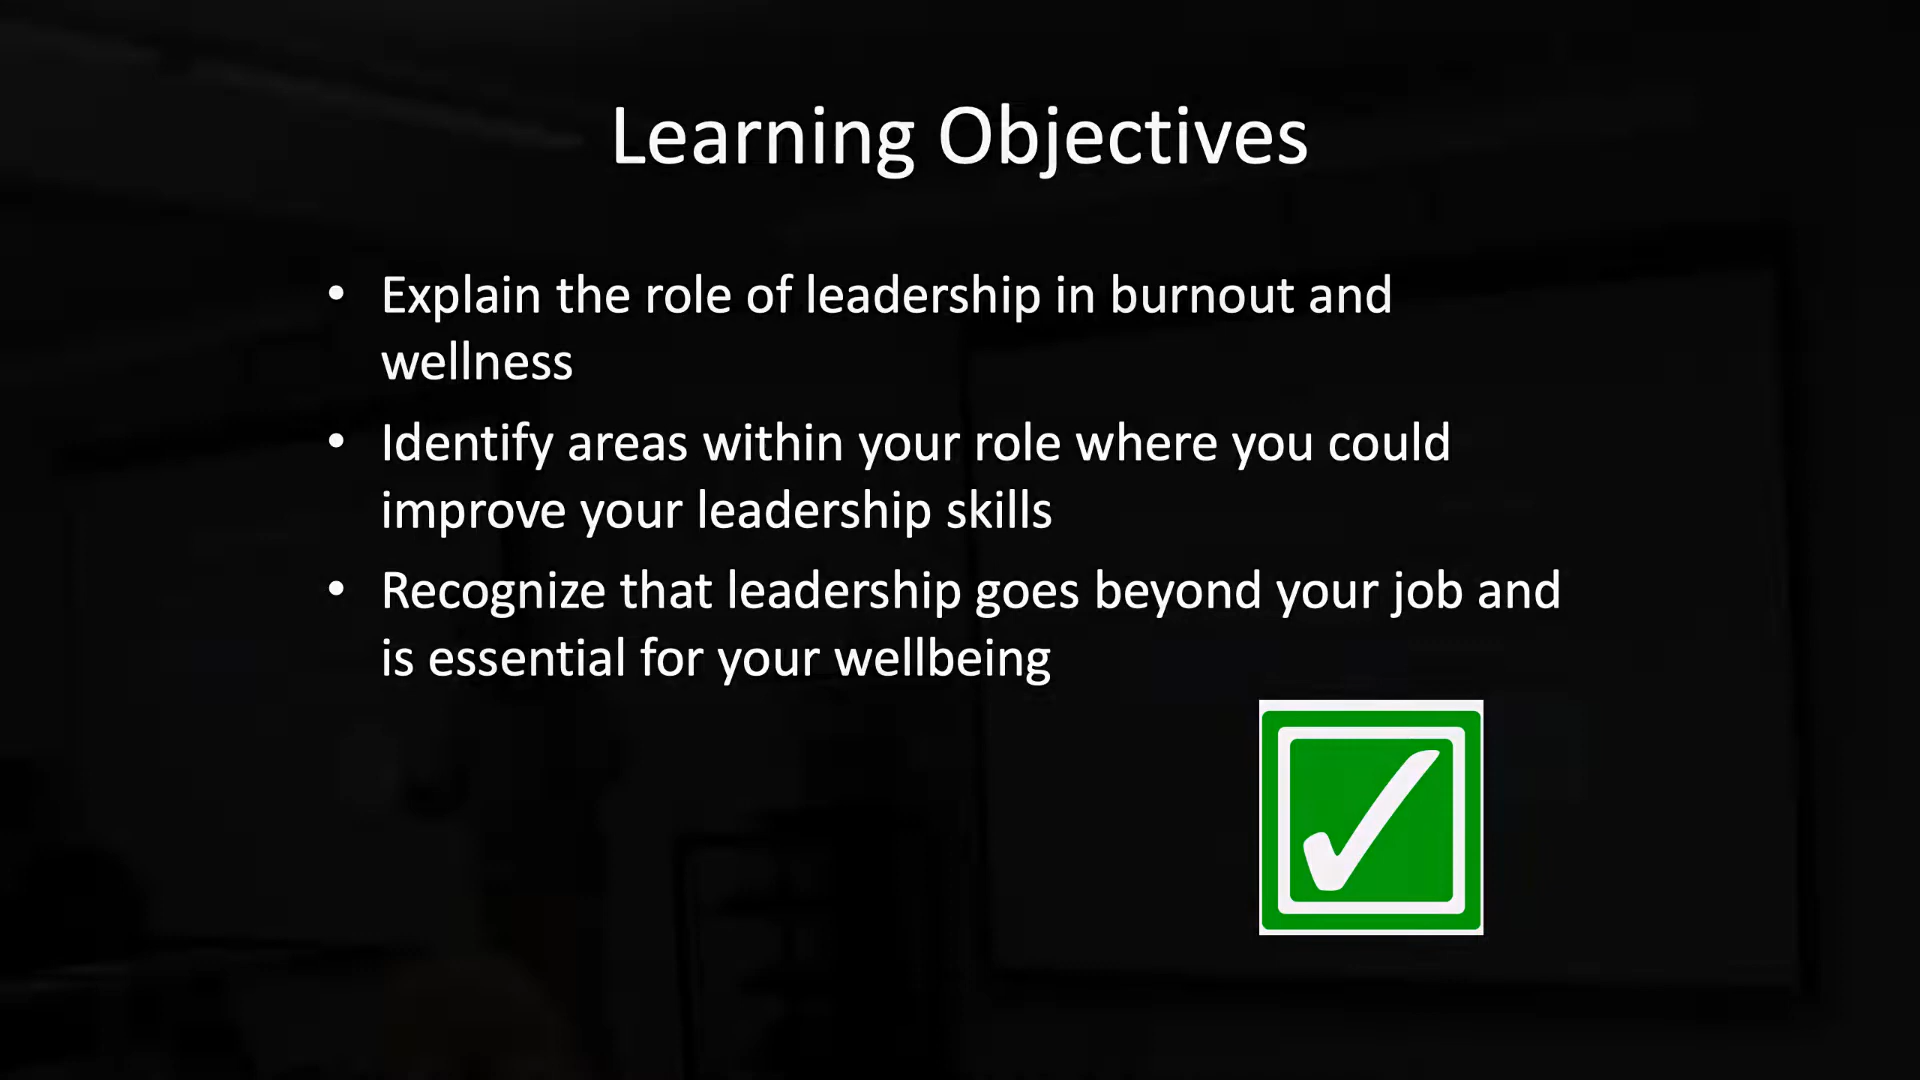 Learning Objectives
• Explain the role of leadership in burnout and
wellness
• Identify areas within your role where you could
improve your leadership skills
• Recognize that leadership goes beyond your job and
is essential for your wellbeing